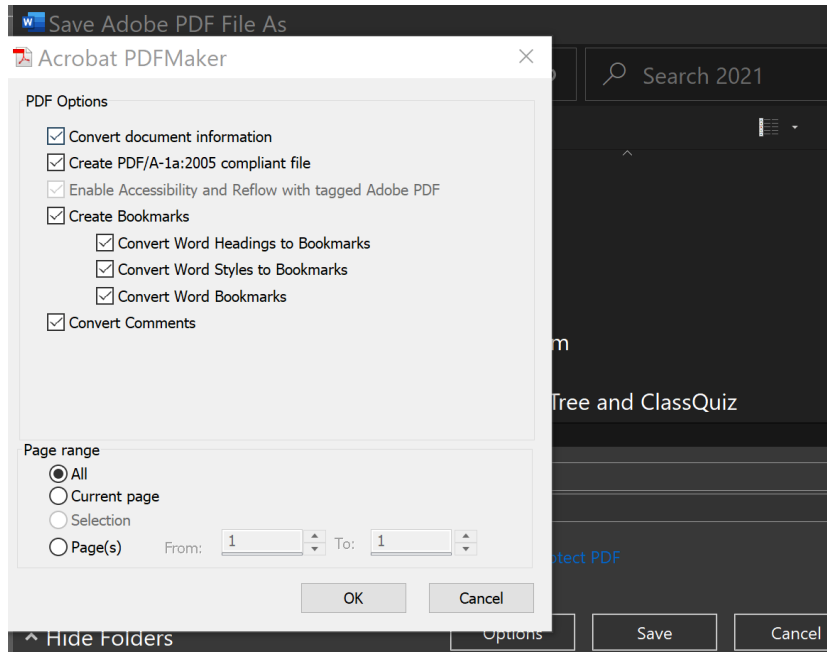 Save Adobe PDF File As
Acrobat PDFMaker
Search 2021
PDF Options
Convert document information
Create PDF/A-1a:2005 compliant file
Enable Accessibility and Reflow with tagged Adobe PDF
Create Bookmarks
Convert Word Headings to Bookmarks
Convert Word Styles to Bookmarks
Convert Word Bookmarks
Convert Comments
m
Tree and ClassQuiz
Page range
All
Current page
Selection
Page(s) From: 1 To: 1
otect PDF
OK Cancel
Hide Folders Options Save Cancel